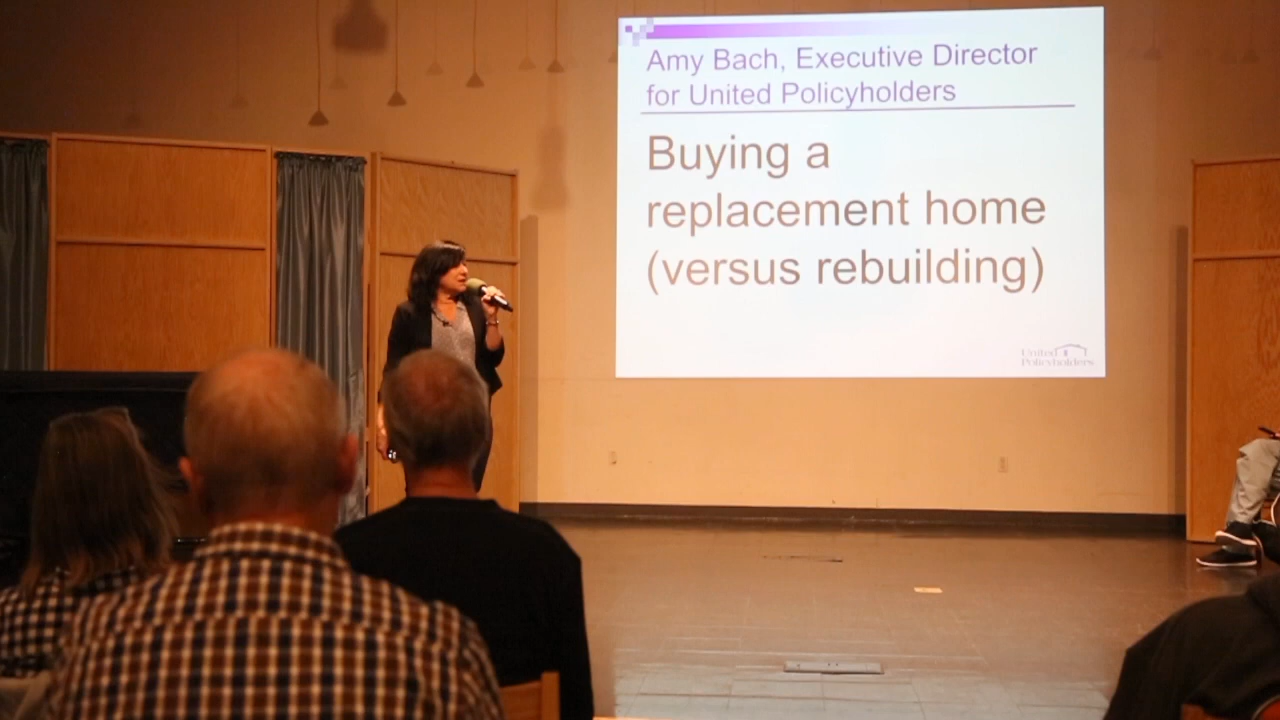 Amy Bach, Executive Director
for United Policyholders
Buying a
replacement home
(versus rebuilding)
United
Policyholders